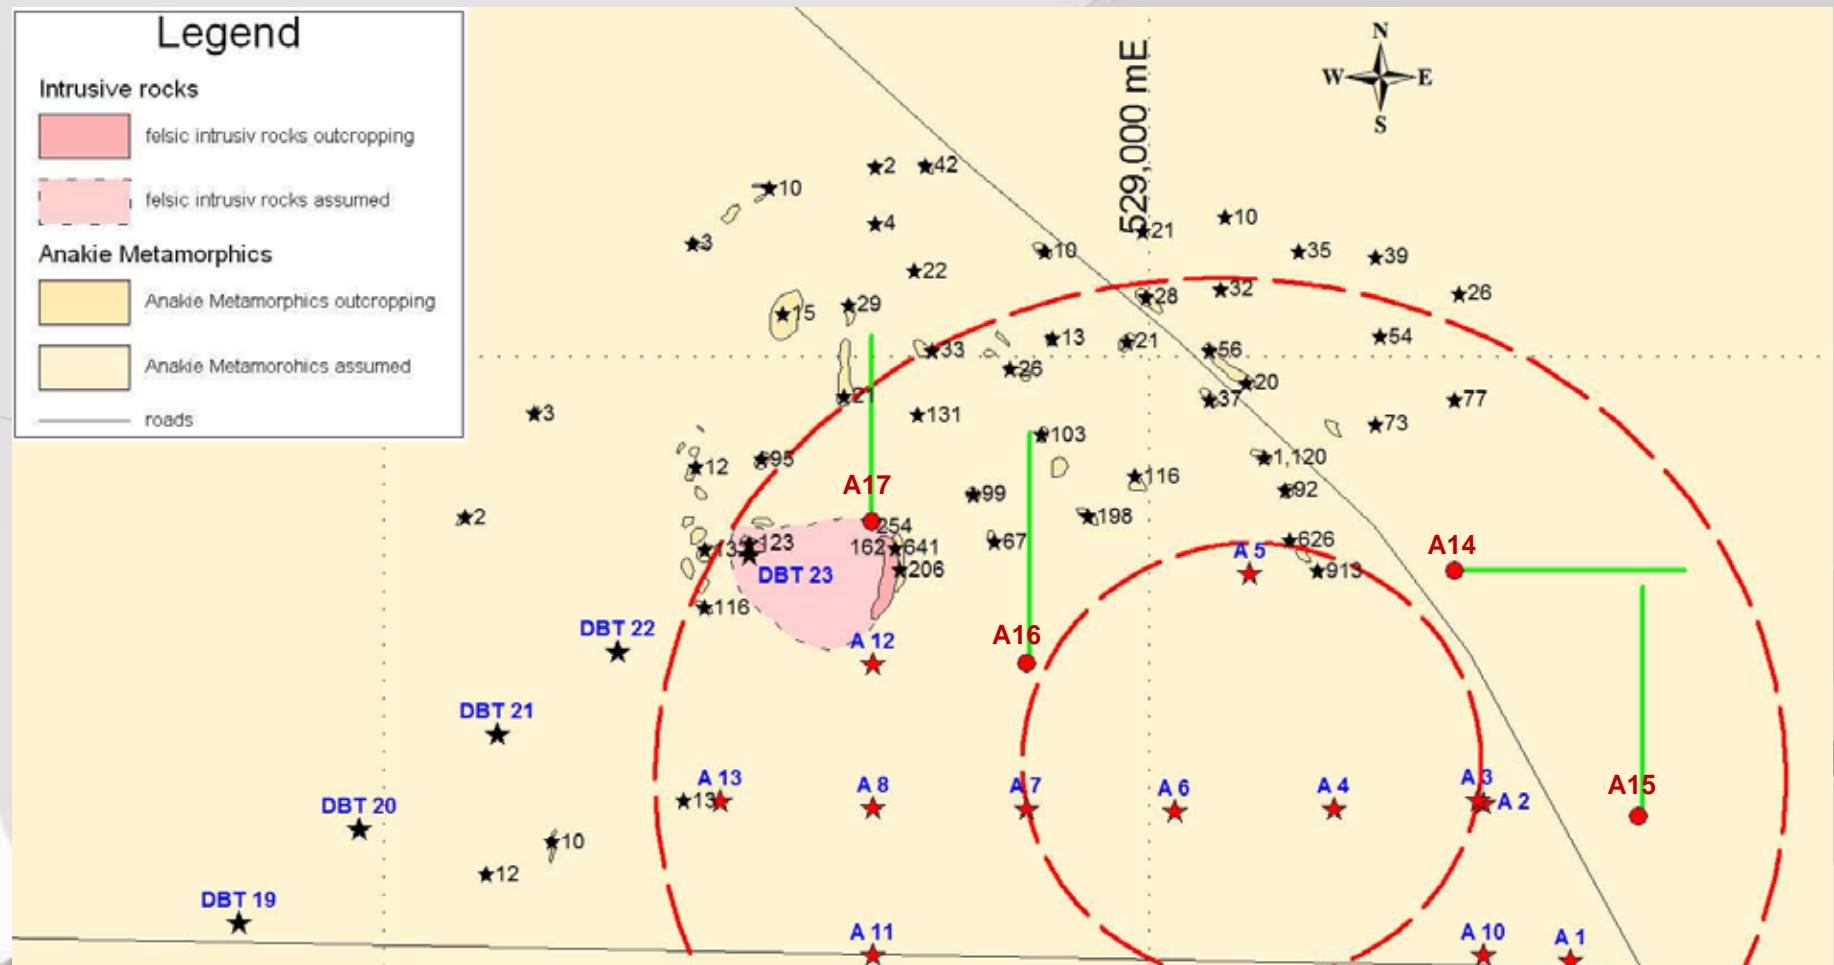 Legend
Intrusive rocks
felsic intrusiv rocks outcropping
felsic intrusiv rocks assumed
Anakie Metamorphics
Anakie Metamorphics outcropping
Anakie Metamorohics assumed
roads
529,000 mE
N
W E
S
2
42
10
4
3
10
21
10
35
39
22
26
15
29
28
32
33
13
21
56
54
26
20
21
131
37
77
3
73
103
95
12
1,120
116
A17
99
92
2
198
254
133
123
162
641
67
626
A 5
A14
DBT 23
206
913
116
DBT 22
A 12
A16
DBT 21
A 13
13
A 8
A 7
A 6
A 4
A 3
A 2
A15
DBT 20
10
12
DBT 19
A 11
A 10
A 1